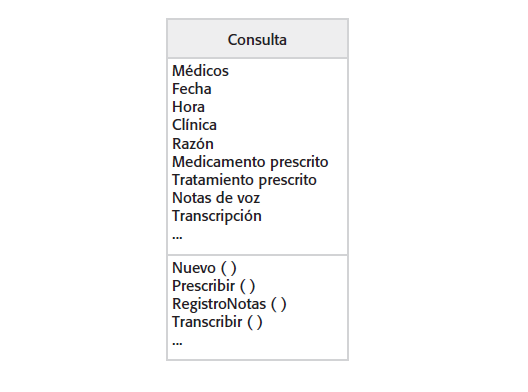 Consulta
Médicos
Fecha
Hora
Clínica
Razón
Medicamento prescrito
Tratamiento prescrito
Notas de voz
Transcripción
...
Nuevo ( )
Prescribir ( )
RegistroNotas ( )
Transcribir ( )
...